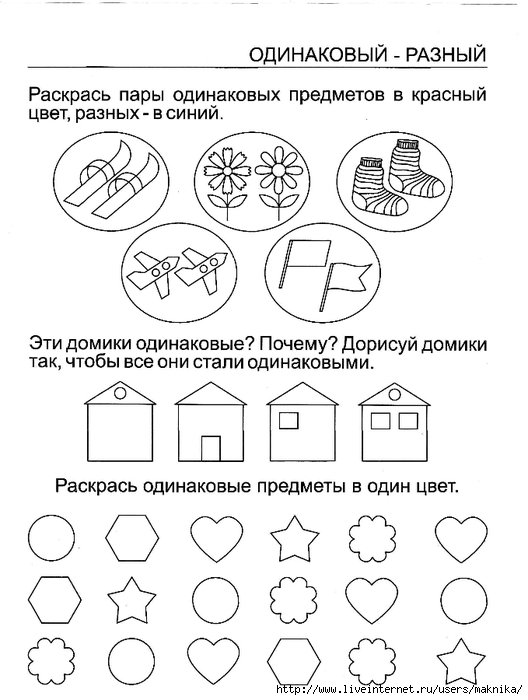 ОДИНАКОВЫЙ - РАЗНЫЙ
Раскрась пары одинаковых предметов в красный
цвет, разных - в синий.
Эти домики одинаковые? Почему? Дорисуй домики
так, чтобы все они стали одинаковыми.
Раскрась одинаковые предметы в один цвет.
http://www.liveinternet.ru/users/maknika/